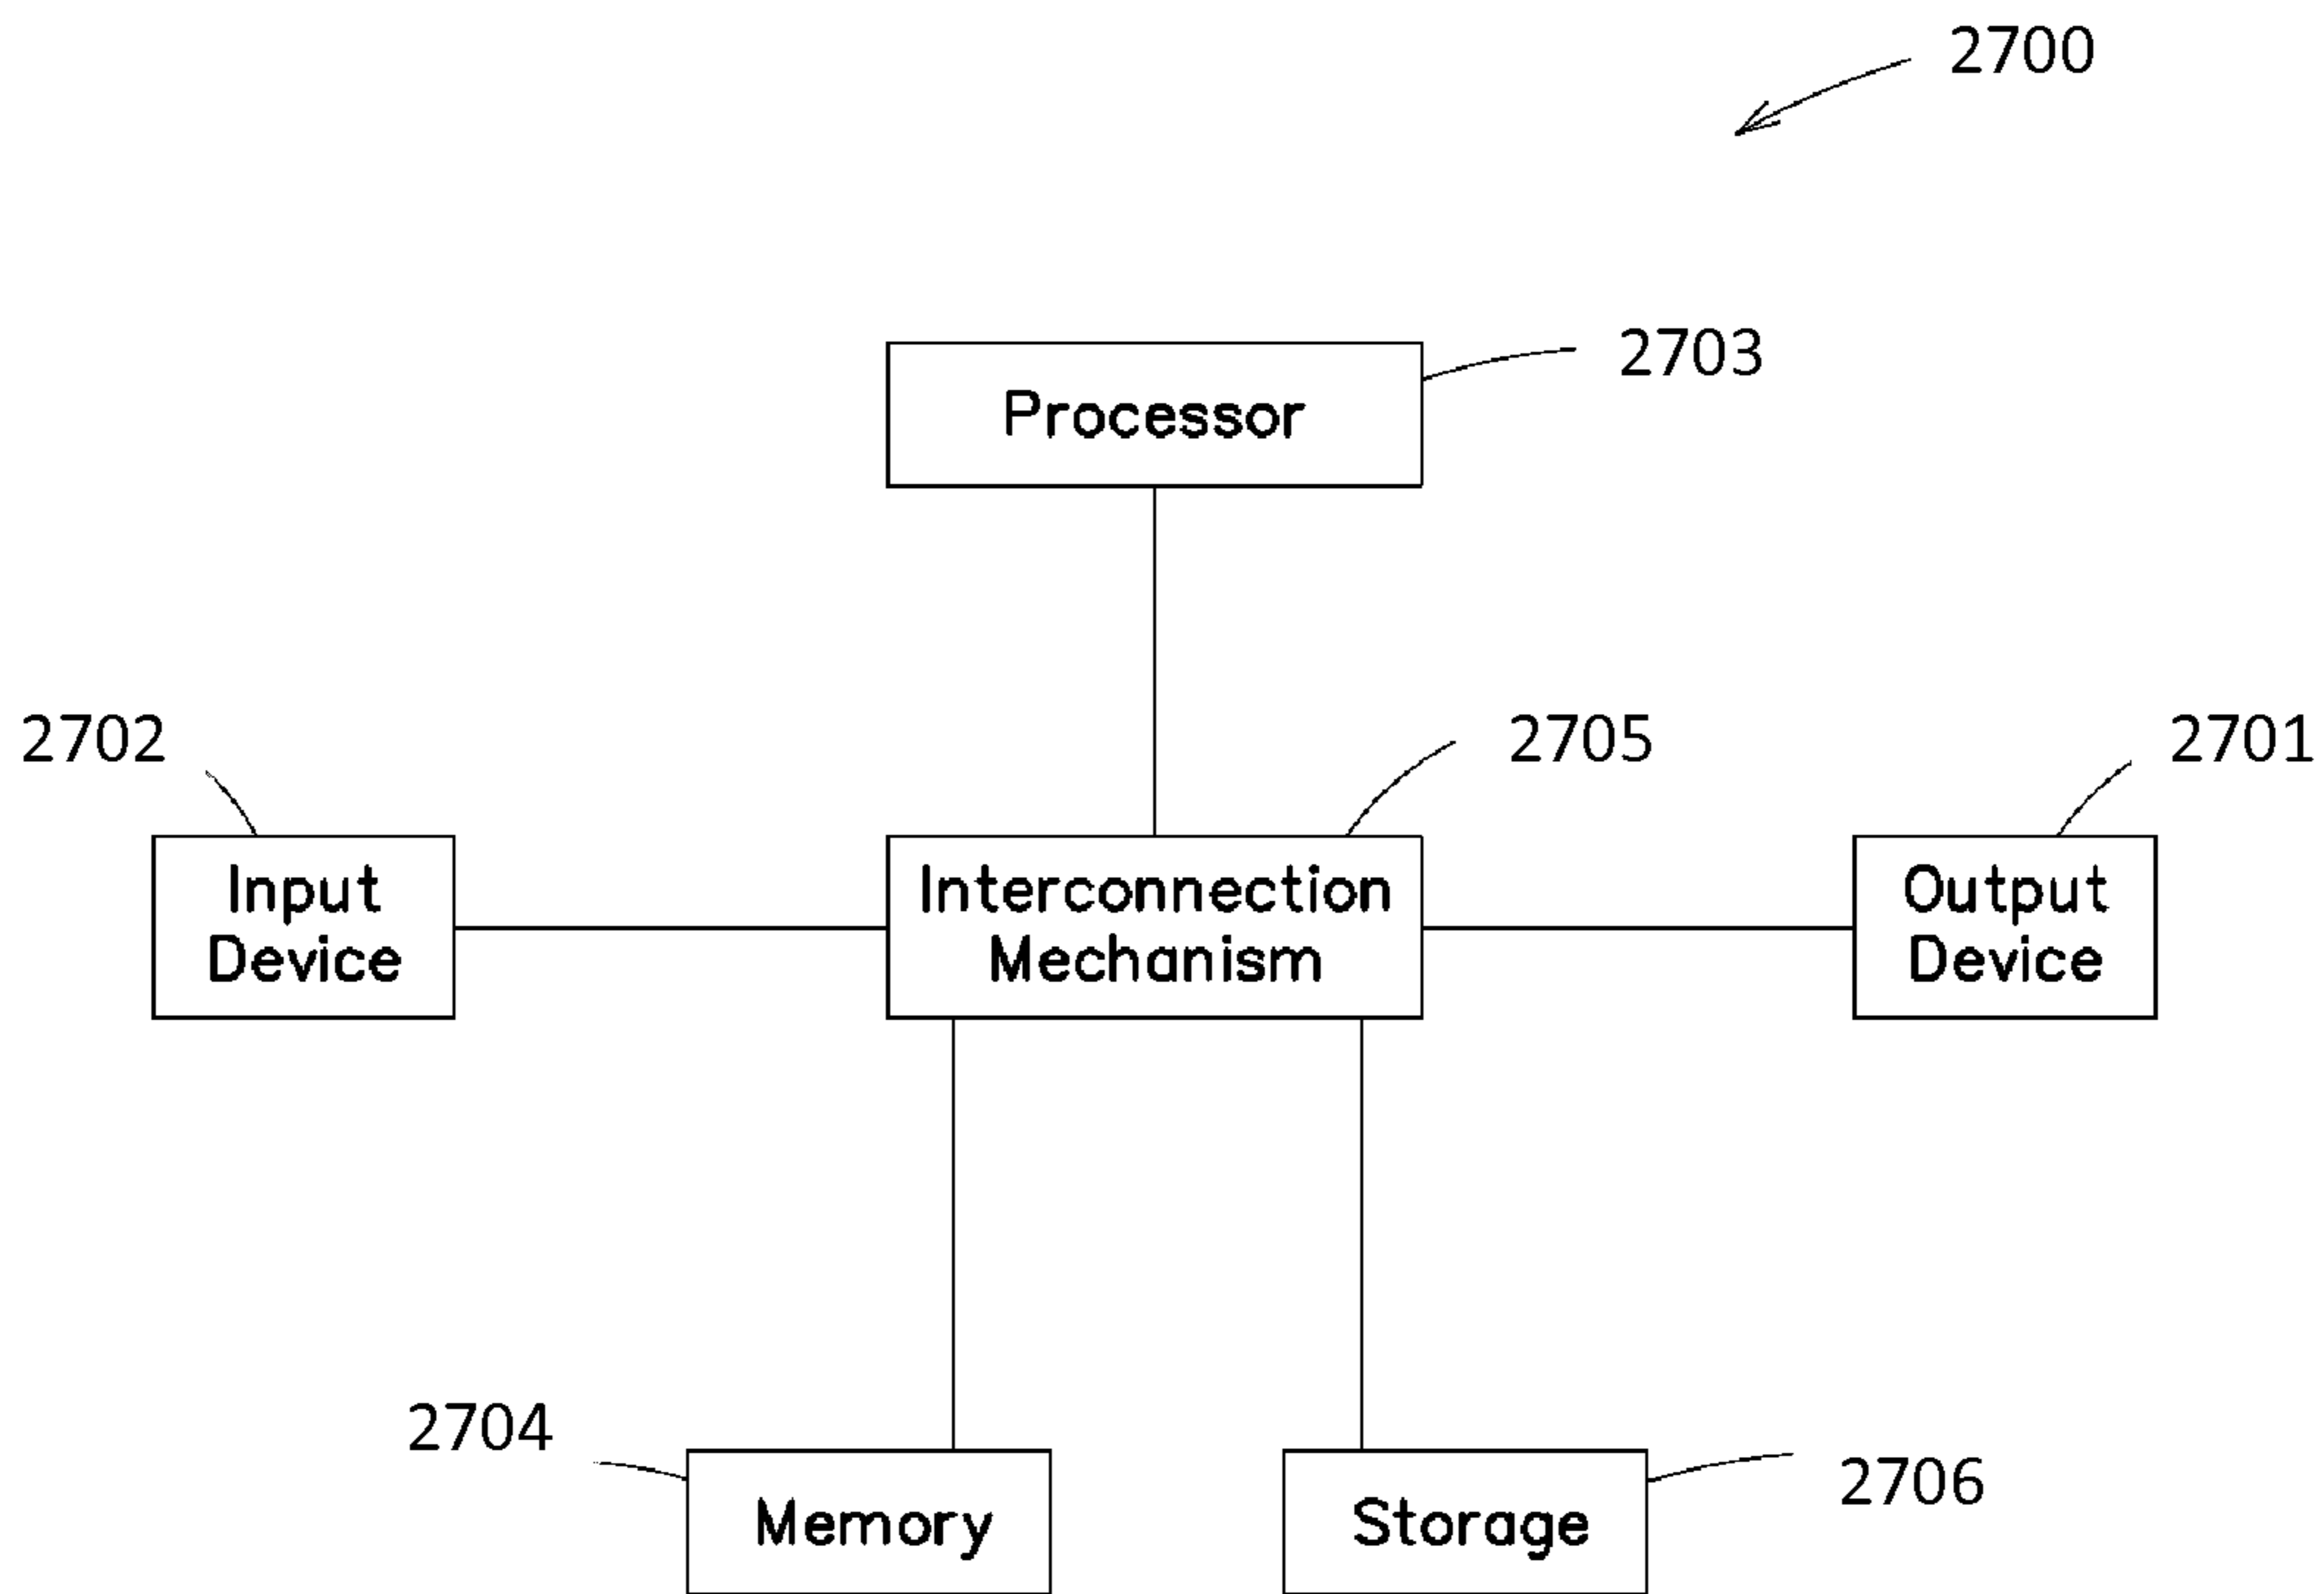 2700
2703
Processor
2702
2705
2701
Input
Device
Interconnection
Mechanism
Output
Device
2704
Memory
2706
Storage